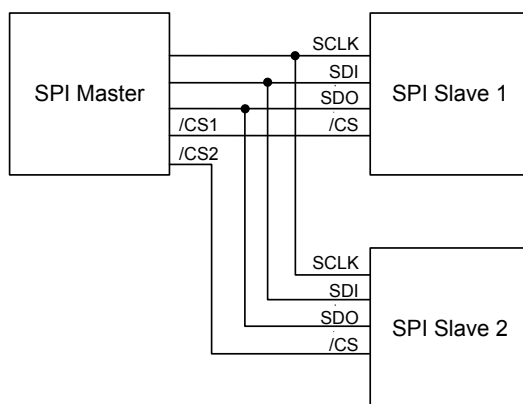 SCLK
SDI
SPI Master
SDO
SPI Slave 1
/CS1
/CS
/CS2
SCLK
SDI
SDO
SPI Slave 2
/CS